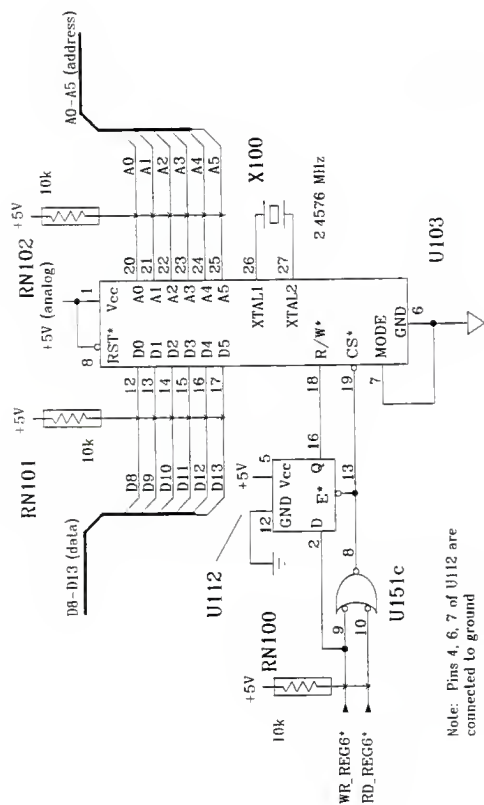 A0-A5 (address)
+5V
10k
RN102
+5V (analog)
A0
A1
A2
A3
A4
A5
20
21
22
23
24
25
1
8
Vcc
RST*
A0
A1
A2
A3
A4
A5
D0
D1
D2
D3
D4
D5
12
13
14
15
16
17
+5V
10k
RN101
D8
D9
D10
D11
D12
D13
D8-D13 (data)
X100
26
27
2.4576 MHz
XTAL1
XTAL2
R/W*
CS*
MODE
GND
18
19
7
6
U103
U112
+5V
5
12
GND Vcc
D
Q
E*
2
16
13
8
U151c
9
10
RN100
+5V
10k
WR_REG6*
RD_REG6*
Note: Pins 4, 6, 7 of U112 are
connected to ground